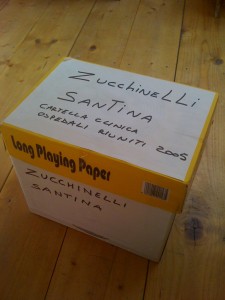 ZUCCHINELLI
SANTINA
CARTELLA CLINICA
OSPEDALI RIUNITI 2005
Long Playing Paper
ZUCCHINELLI
SANTINA